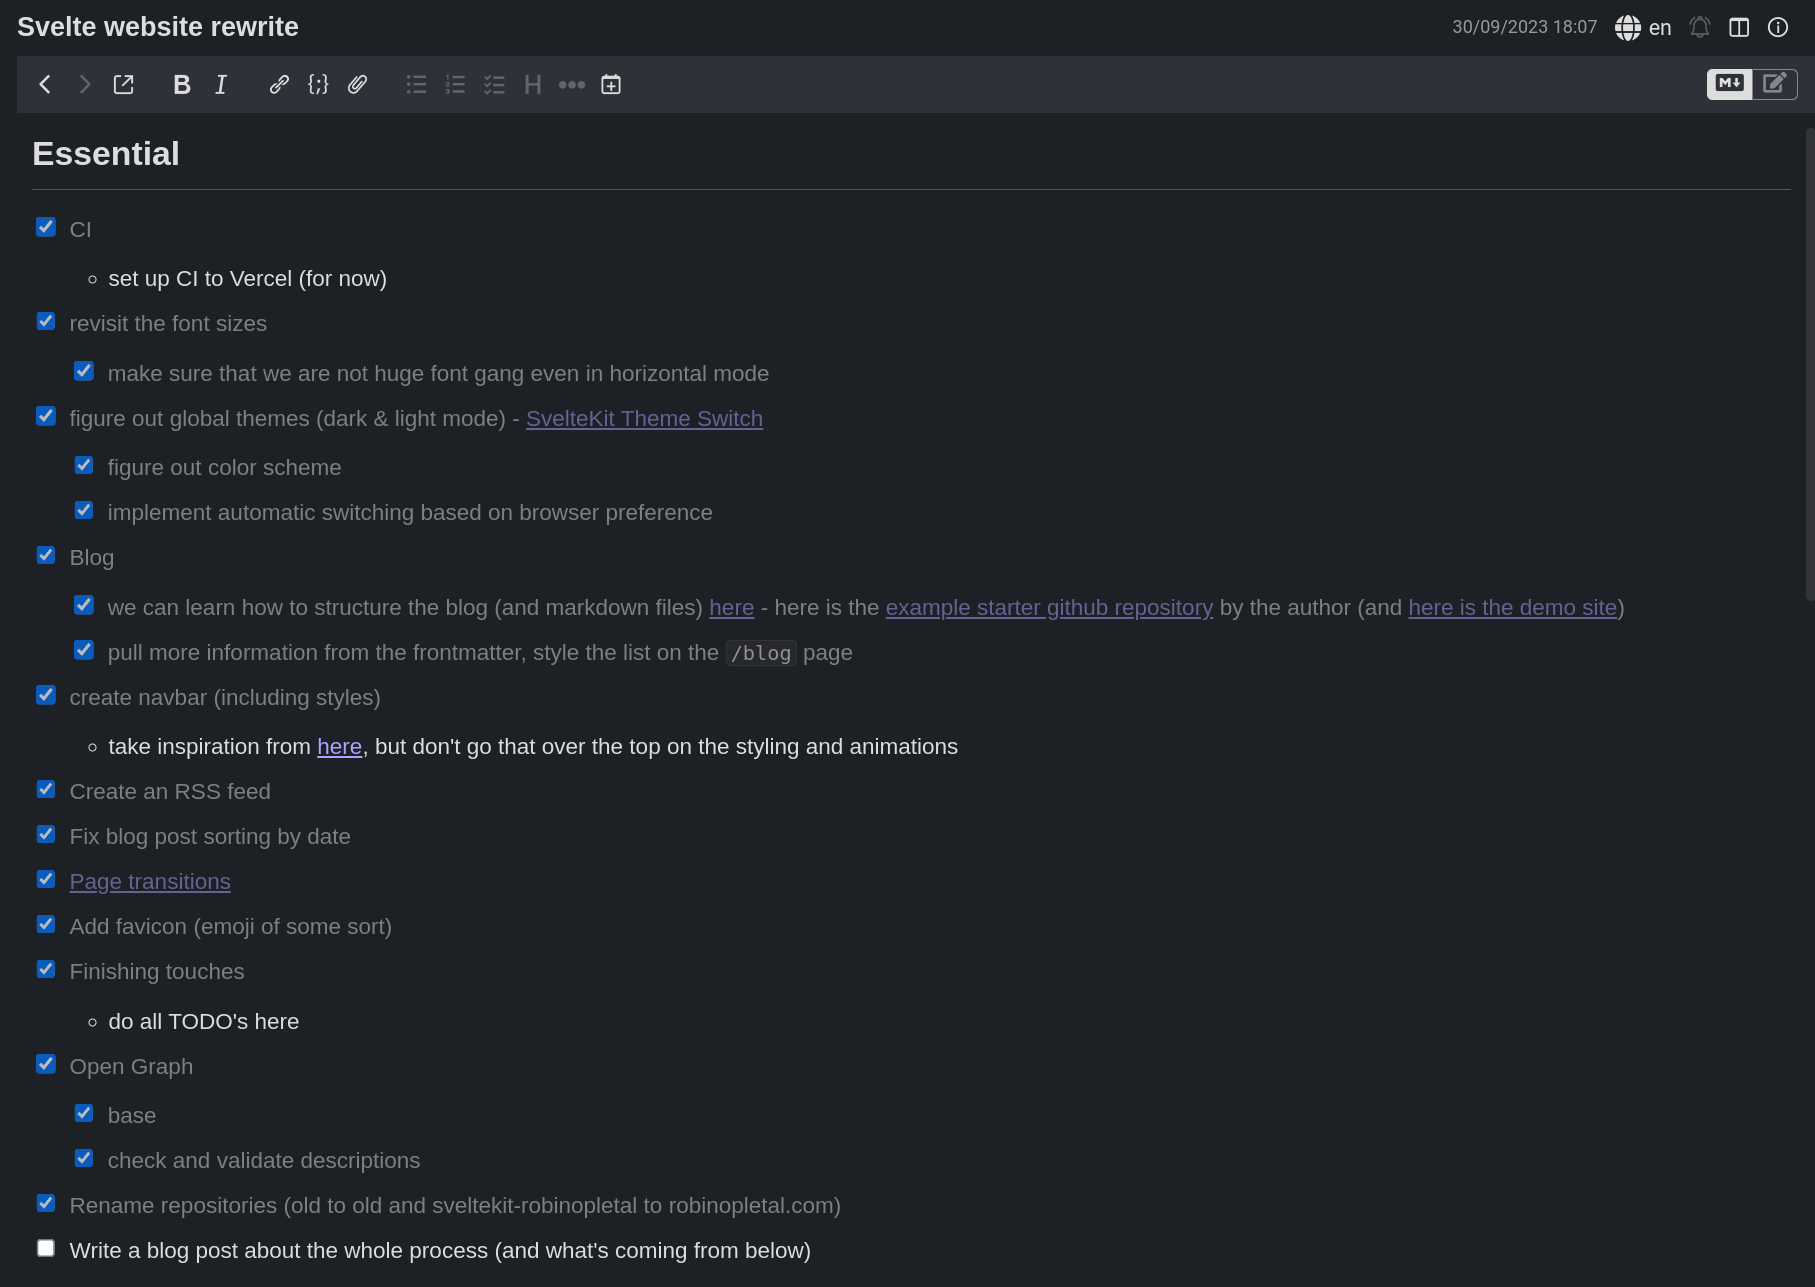 Svelte website rewrite
30/09/2023 18:07 en
B I H
Essential
CI
set up CI to Vercel (for now)
revisit the font sizes
make sure that we are not huge font gang even in horizontal mode
figure out global themes (dark & light mode) - SvelteKit Theme Switch
figure out color scheme
implement automatic switching based on browser preference
Blog
we can learn how to structure the blog (and markdown files) here - here is the example starter github repository by the author (and here is the demo site)
pull more information from the frontmatter, style the list on the /blog page
create navbar (including styles)
take inspiration from here, but don't go that over the top on the styling and animations
Create an RSS feed
Fix blog post sorting by date
Page transitions
Add favicon (emoji of some sort)
Finishing touches
do all TODO's here
Open Graph
base
check and validate descriptions
Rename repositories (old to old and sveltekit-robinopletal to robinopletal.com)
Write a blog post about the whole process (and what's coming from below)